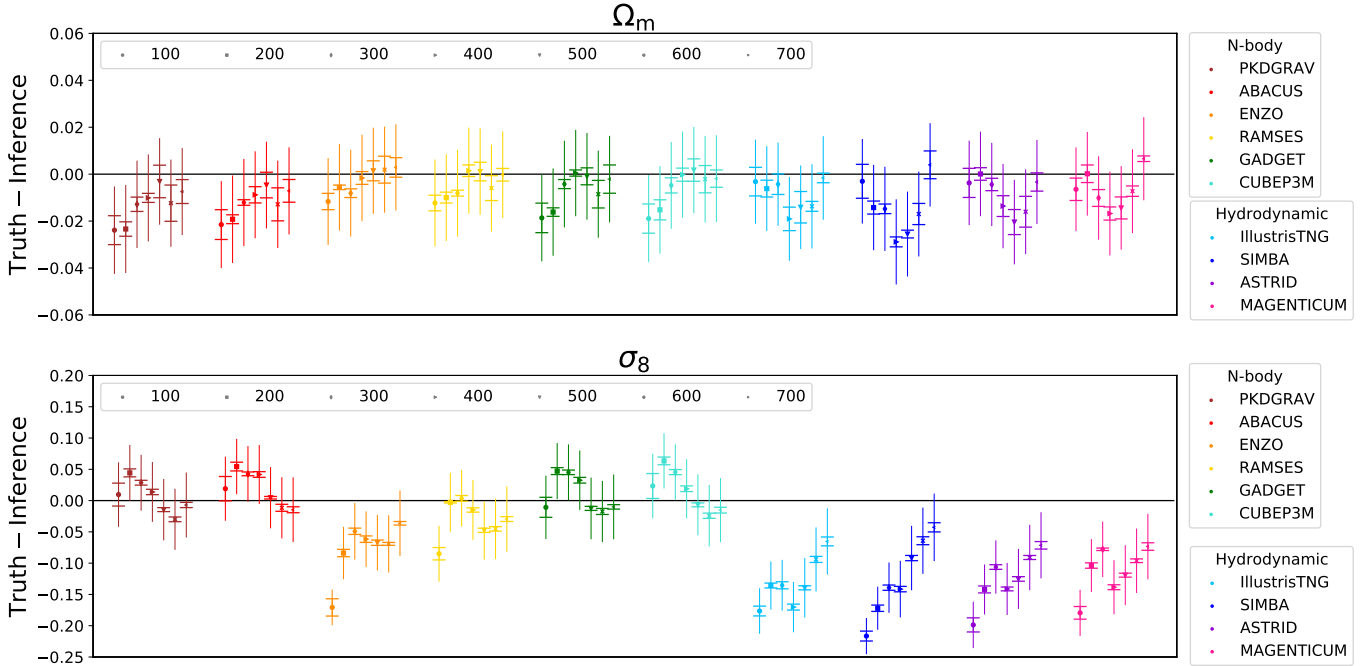 Ωm
Truth − Inference
0.06
0.04
0.02
0.00
−0.02
−0.04
−0.06
100 200 300 400 500 600 700
N-body
PKDGRAV
ABACUS
ENZO
RAMSES
GADGET
CUBEP3M
Hydrodynamic
IllustrisTNG
SIMBA
ASTRID
MAGENTICUM
σ8
Truth − Inference
0.20
0.15
0.10
0.05
0.00
−0.05
−0.10
−0.15
−0.20
−0.25
100 200 300 400 500 600 700
N-body
PKDGRAV
ABACUS
ENZO
RAMSES
GADGET
CUBEP3M
Hydrodynamic
IllustrisTNG
SIMBA
ASTRID
MAGENTICUM